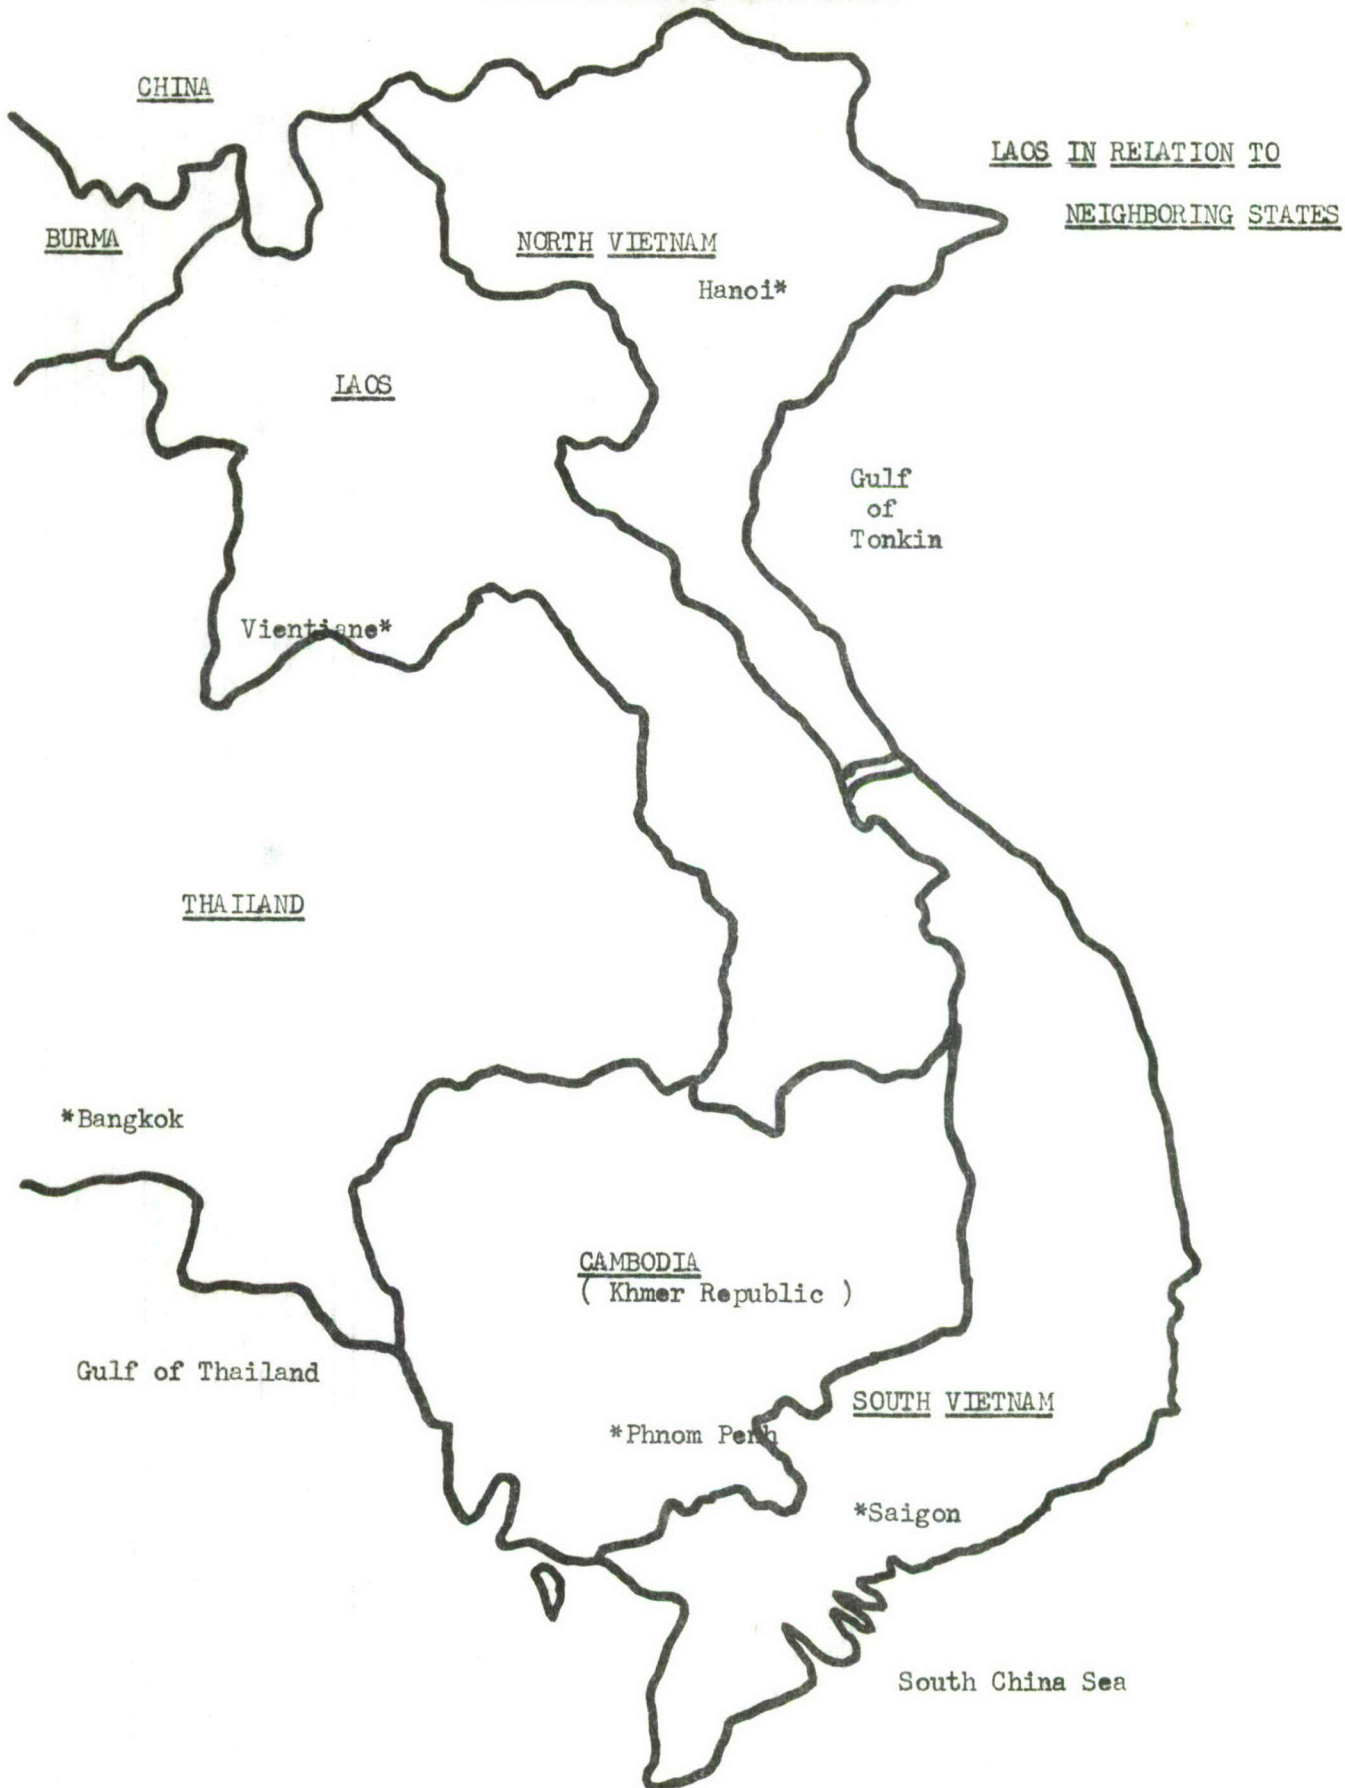 CHINA
LAOS IN RELATION TO
NEIGHBORING STATES
BURMA
NORTH VIETNAM
Hanoi*
LAOS
Gulf
of
Tonkin
Vientiane*
THAILAND
*Bangkok
CAMBODIA
( Khmer Republic )
Gulf of Thailand
SOUTH VIETNAM
*Phnom Penh
*Saigon
South China Sea